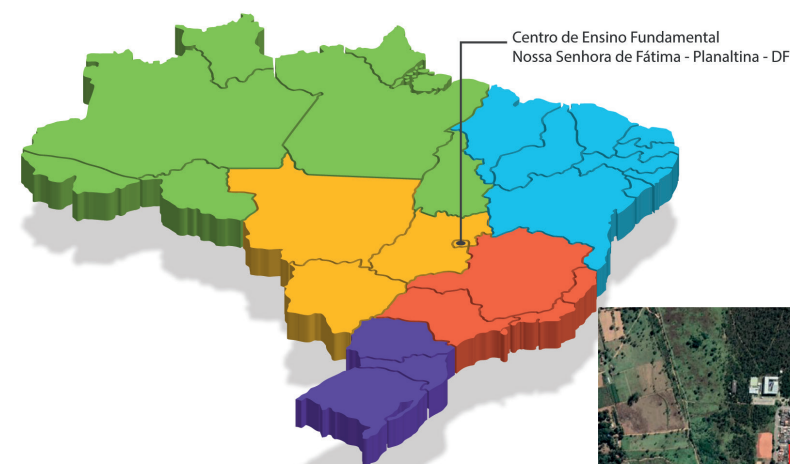 Centro de Ensino Fundamental
Nossa Senhora de Fátima - Planaltina - DF